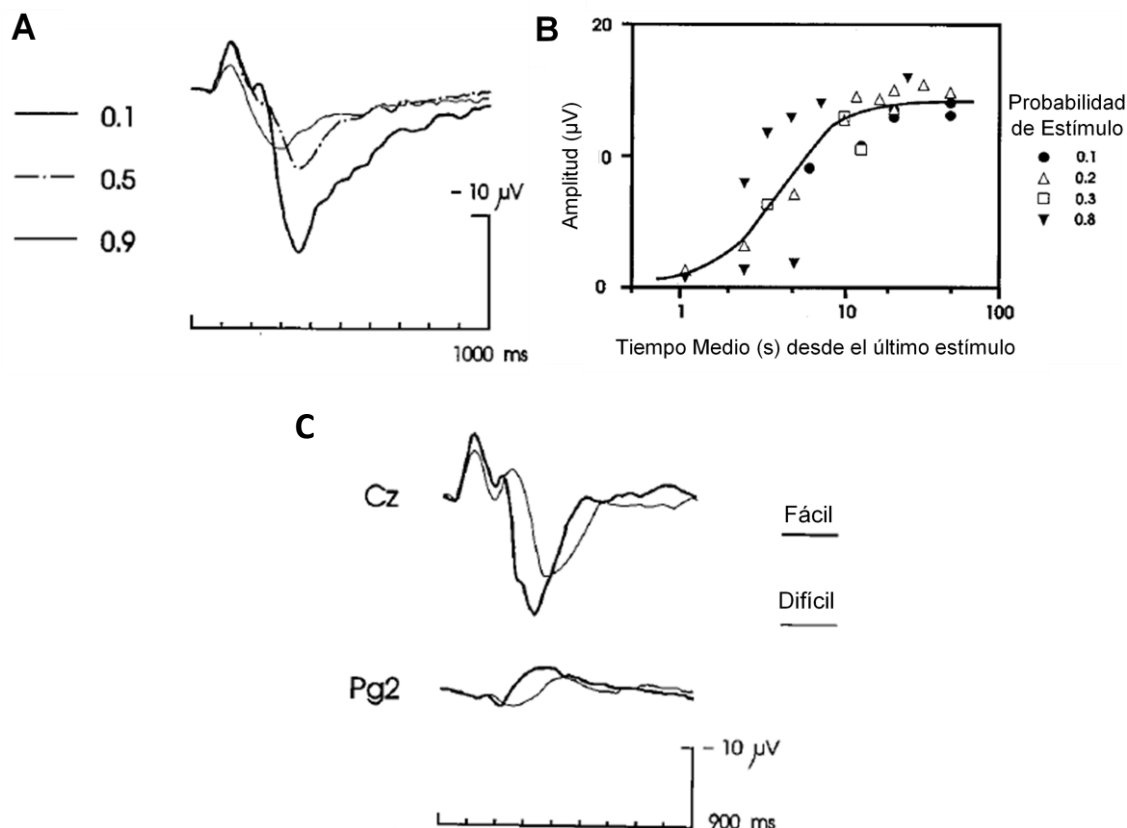 A
0.1
0.5
0.9
- 10 µV
1000 ms
B
20
0
0
1
10
100
Amplitud (µV)
Tiempo Medio (s) desde el último estímulo
Probabilidad
de Estímulo
0.1
0.2
0.3
0.8
C
Cz
Pg2
Fácil
Difícil
- 10 µV
900 ms